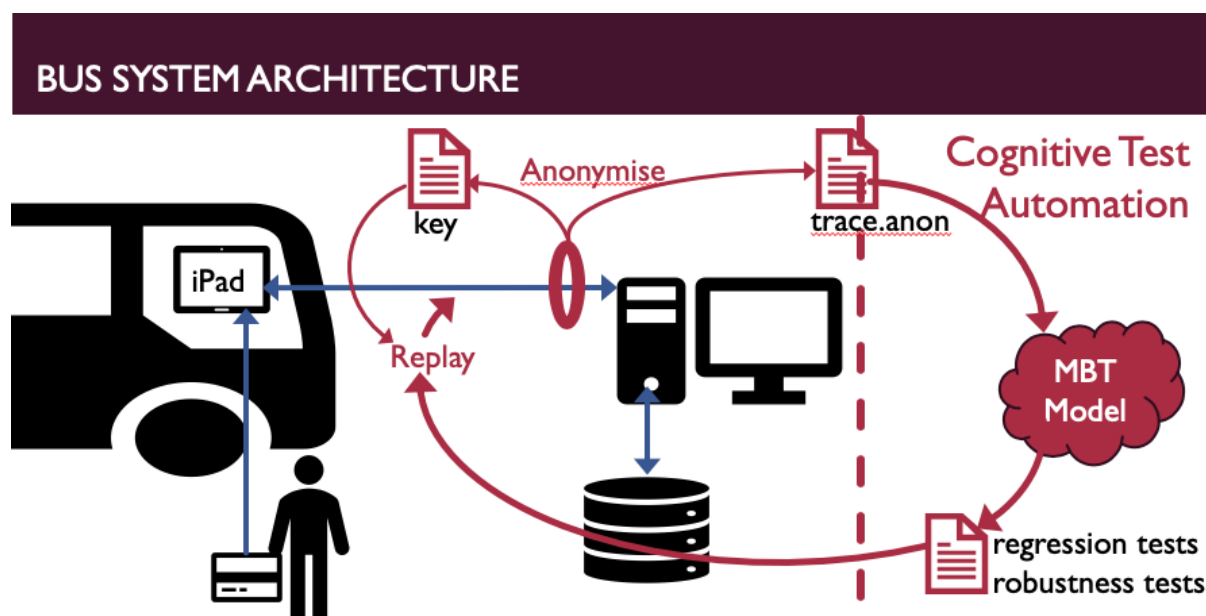 BUS SYSTEM ARCHITECTURE
Cognitive Test
Automation
Anonymise
key
trace.anon
iPad
Replay
MBT
Model
regression tests
robustness tests